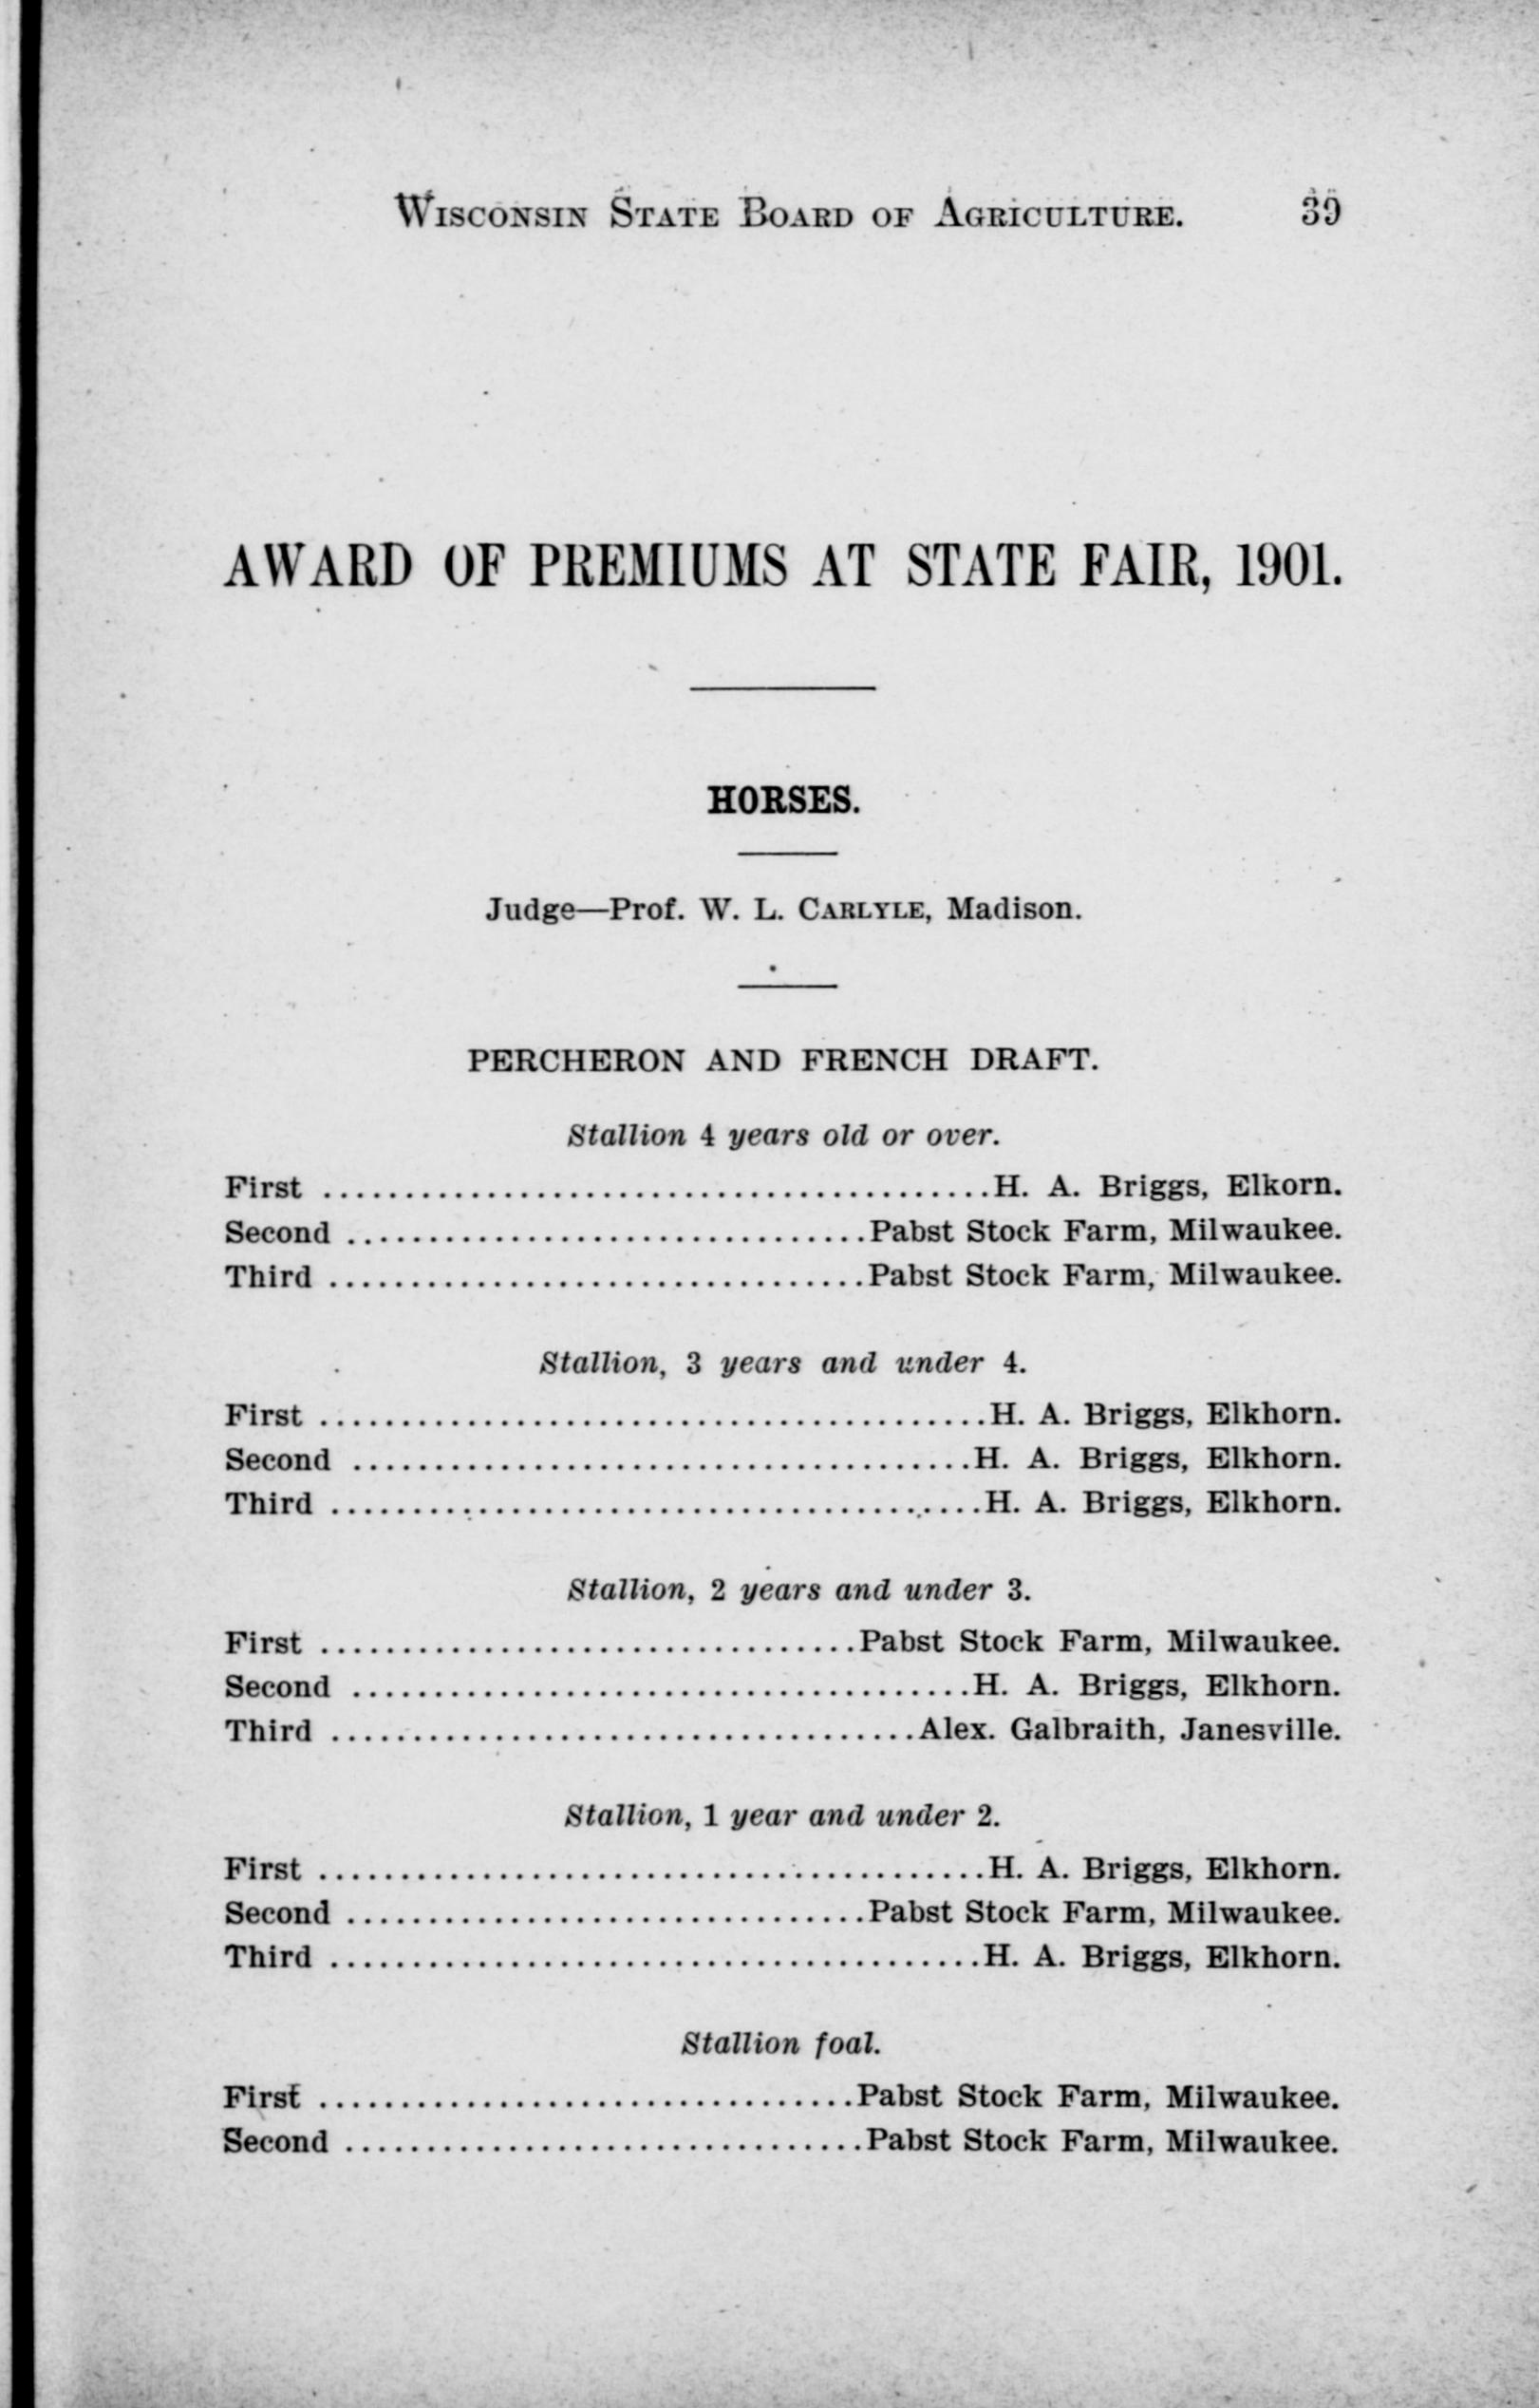 WISCONSIN STATE BOARD OF AGRICULTURE. 39
AWARD OF PREMIUMS AT STATE FAIR, 1901.
HORSES.
Judge—Prof. W. L. CARLYLE, Madison.
PERCHERON AND FRENCH DRAFT.
Stallion 4 years old or over.
First ........................................H. A. Briggs, Elkorn.
Second ................................Pabst Stock Farm, Milwaukee.
Third .................................Pabst Stock Farm, Milwaukee.
Stallion, 3 years and under 4.
First ........................................H. A. Briggs, Elkhorn.
Second ......................................H. A. Briggs, Elkhorn.
Third ........................................H. A. Briggs, Elkhorn.
Stallion, 2 years and under 3.
First .................................Pabst Stock Farm, Milwaukee.
Second ......................................H. A. Briggs, Elkhorn.
Third ....................................Alex. Galbraith, Janesville.
Stallion, 1 year and under 2.
First ........................................H. A. Briggs, Elkhorn.
Second ................................Pabst Stock Farm, Milwaukee.
Third ........................................H. A. Briggs, Elkhorn.
Stallion foal.
First .................................Pabst Stock Farm, Milwaukee.
Second ................................Pabst Stock Farm, Milwaukee.